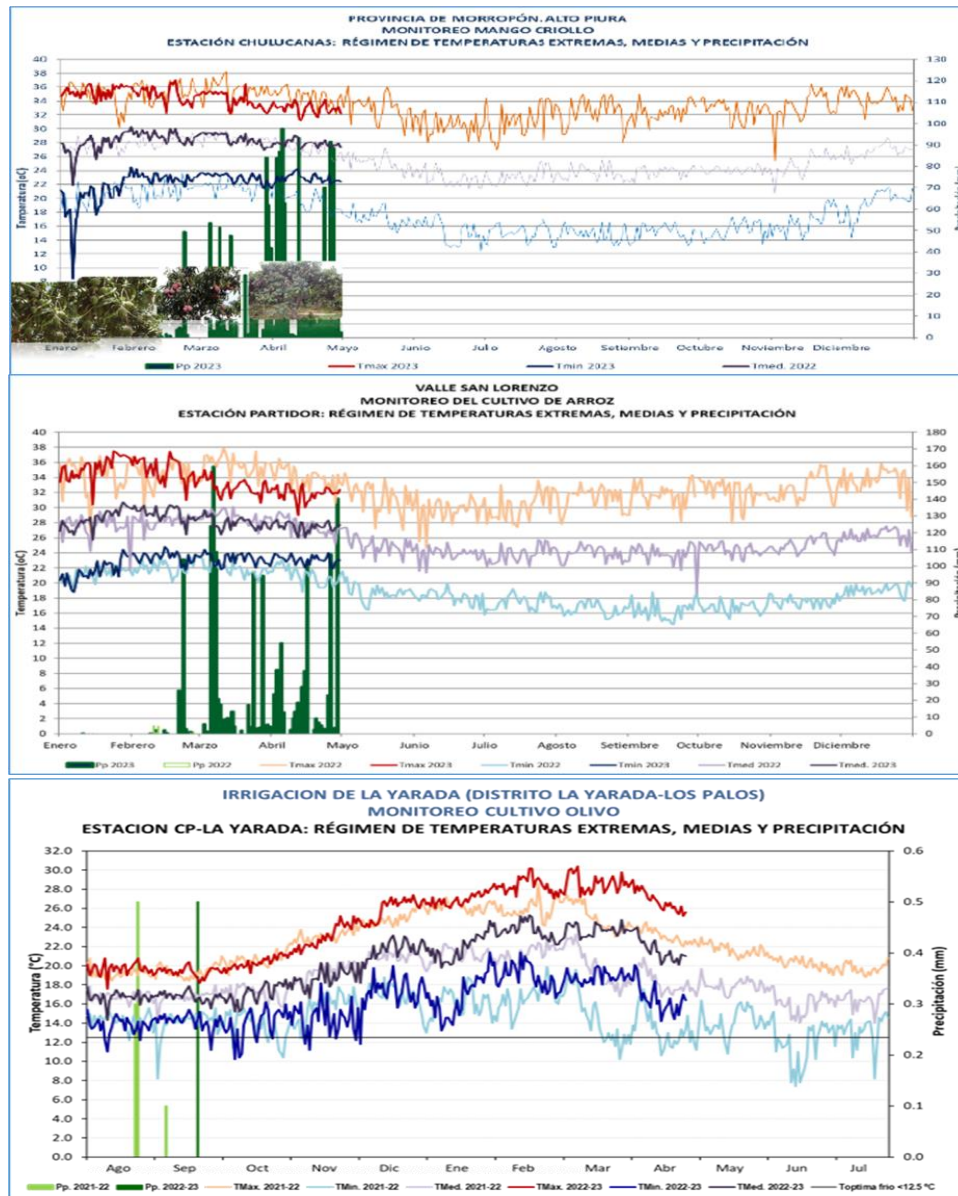 PROVINCIA DE MORROPÓN. ALTO PIURA
MONITOREO MANGO CRIOLLO
ESTACIÓN CHULUCANAS: RÉGIMEN DE TEMPERATURAS EXTREMAS, MEDIAS Y PRECIPITACIÓN
40 130
38 120
36 110
34 100
32 90
30 80
28 70
26 60
24 50
22 40
20 30
18 20
16 10
14 0
12
10
8
Temperatura (oC)
Enero Febrero Marzo Abril Mayo Junio Julio Agosto Setiembre Octubre Noviembre Diciembre
Pp 2023 Tmax 2023 Tmin 2023 Tmed. 2022
VALLE SAN LORENZO
MONITOREO DEL CULTIVO DE ARROZ
ESTACIÓN PARTIDOR: RÉGIMEN DE TEMPERATURAS EXTREMAS, MEDIAS Y PRECIPITACIÓN
40 180
38 170
36 160
34 150
32 140
30 130
28 120
26 110
24 100
22 90
20 80
18 70
16 60
14 50
12 40
10 30
8 20
6 10
4 0
2
0
Temperatura (oC)
Enero Febrero Marzo Abril Mayo Junio Julio Agosto Setiembre Octubre Noviembre Diciembre
Pp 2023 Pp 2022 Tmax 2022 Tmax 2023 Tmin 2022 Tmin 2023 Tmed 2022 Tmed. 2023
IRRIGACION DE LA YARADA (DISTRITO LA YARADA-LOS PALOS)
MONITOREO CULTIVO OLIVO
ESTACION CP-LA YARADA: RÉGIMEN DE TEMPERATURAS EXTREMAS, MEDIAS Y PRECIPITACIÓN
32.0 0.6
30.0
28.0
26.0 0.5
24.0
22.0 0.4
20.0
18.0
16.0 0.3
14.0
12.0 0.2
10.0
8.0
6.0 0.1
4.0
2.0
0.0 0.0
Temperatura (°C)
Precipitación (mm)
Ago Sep Oct Nov Dic Ene Feb Mar Abr May Jun Jul
Pp. 2021-22 Pp. 2022-23 TMax. 2021-22 TMin. 2021-22 TMed. 2021-22 TMax. 2022-23 TMin. 2022-23 TMed. 2022-23 Toptima frio <12.5 °C